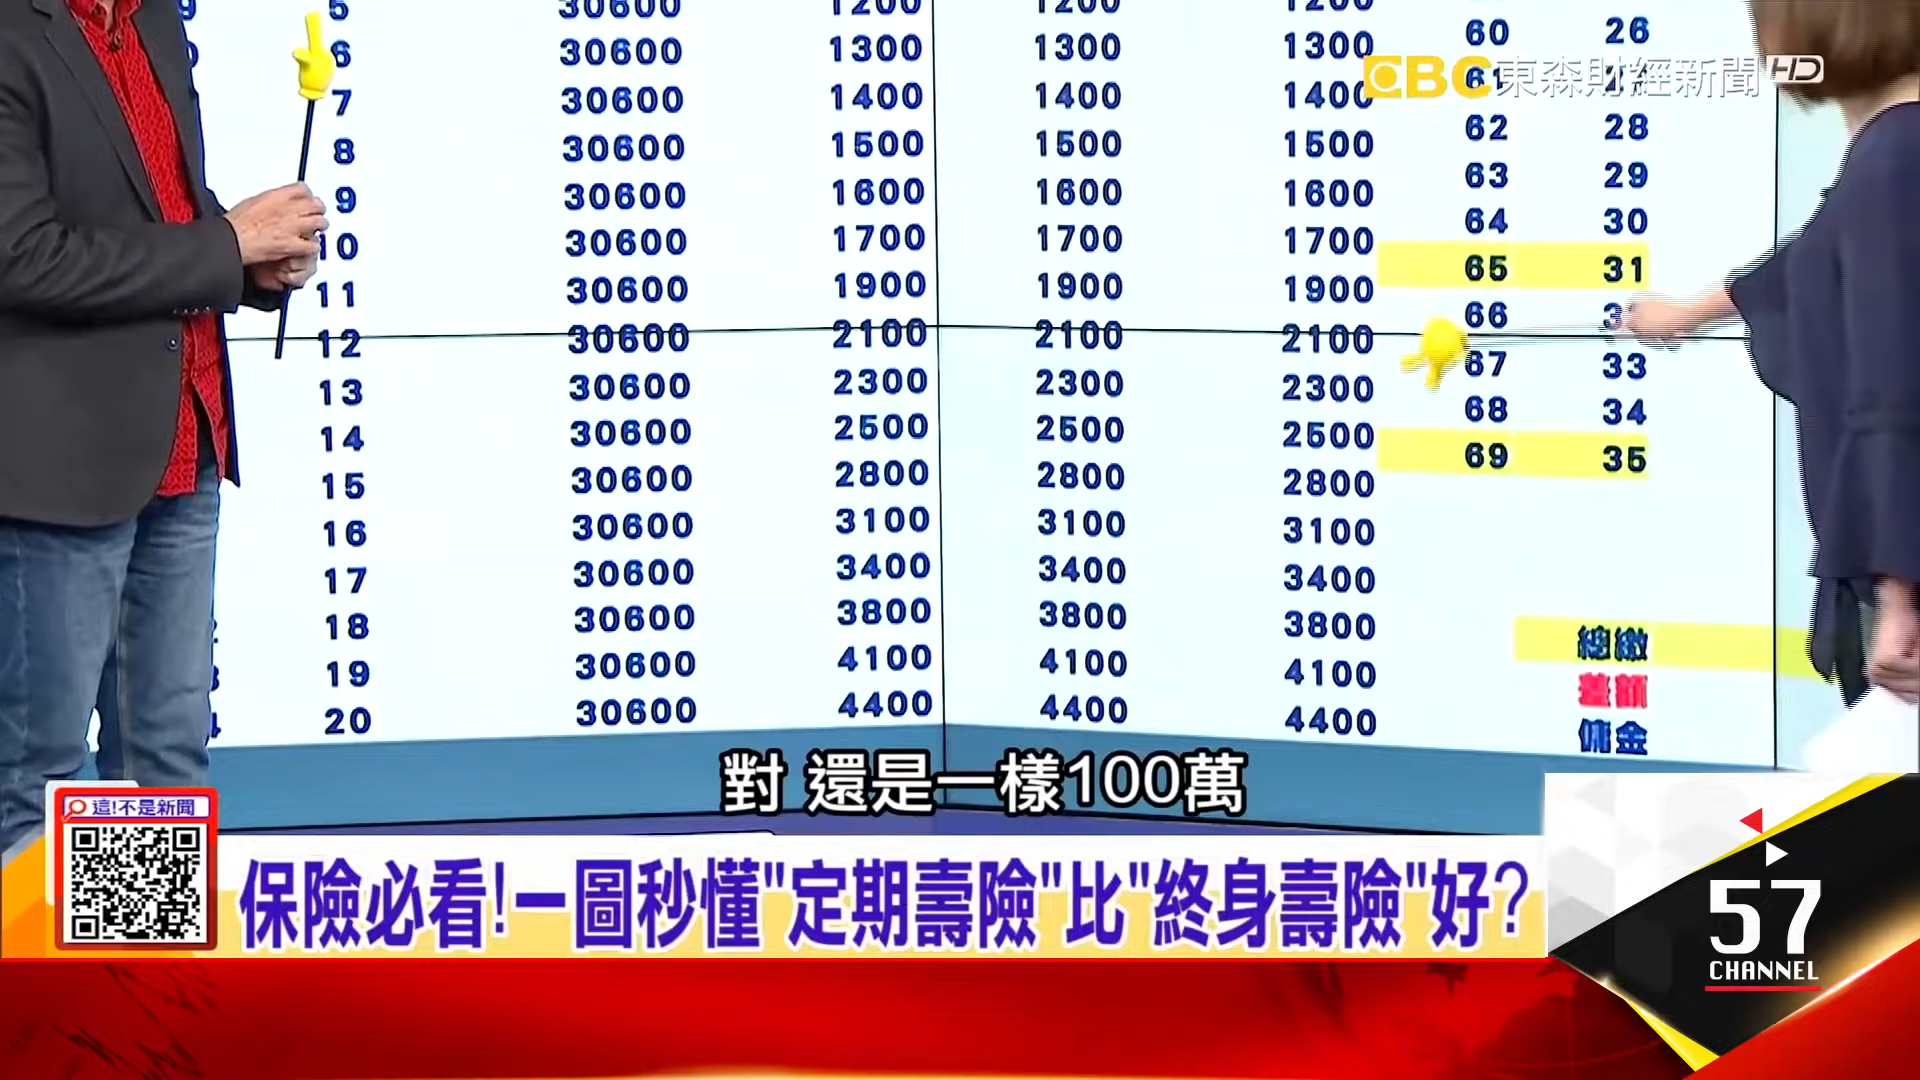 5 30600 1200 1200 1200
6 30600 1300 1300 1300 60 26
7 30600 1400 1400 1400 61
8 30600 1500 1500 1500 62 28
9 30600 1600 1600 1600 63 29
10 30600 1700 1700 1700 64 30
11 30600 1900 1900 1900 65 31
12 30600 2100 2100 2100 66
13 30600 2300 2300 2300 67 33
14 30600 2500 2500 2500 68 34
15 30600 2800 2800 2800 69 35
16 30600 3100 3100 3100
17 30600 3400 3400 3400
18 30600 3800 3800 3800 總繳
19 30600 4100 4100 4100 差額
20 30600 4400 4400 4400 佣金
EBC 東森財經新聞 HD
對 還是一樣100萬
這!不是新聞
保險必看!一圖秒懂"定期壽險"比"終身壽險"好?
57
CHANNEL